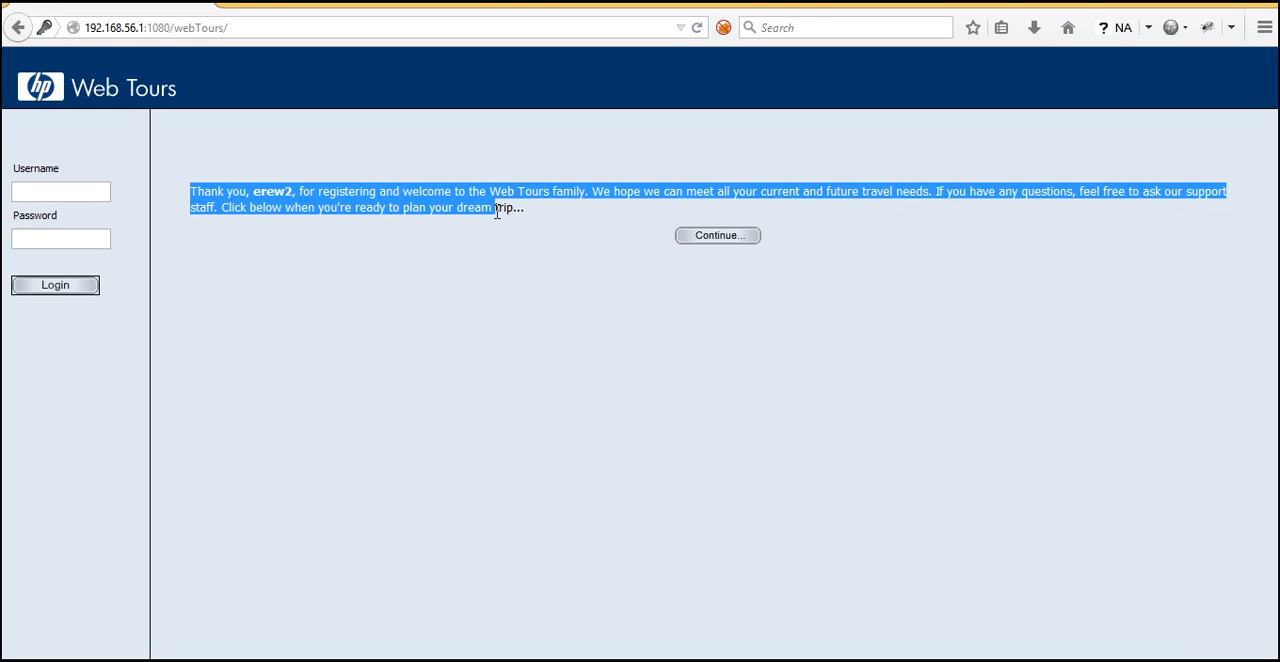 192.168.56.1:1080/webTours/
Search
? NA
hp Web Tours
Username
Password
Login
Thank you, erew2, for registering and welcome to the Web Tours family. We hope we can meet all your current and future travel needs. If you have any questions, feel free to ask our support
staff. Click below when you're ready to plan your dream trip...
Continue...